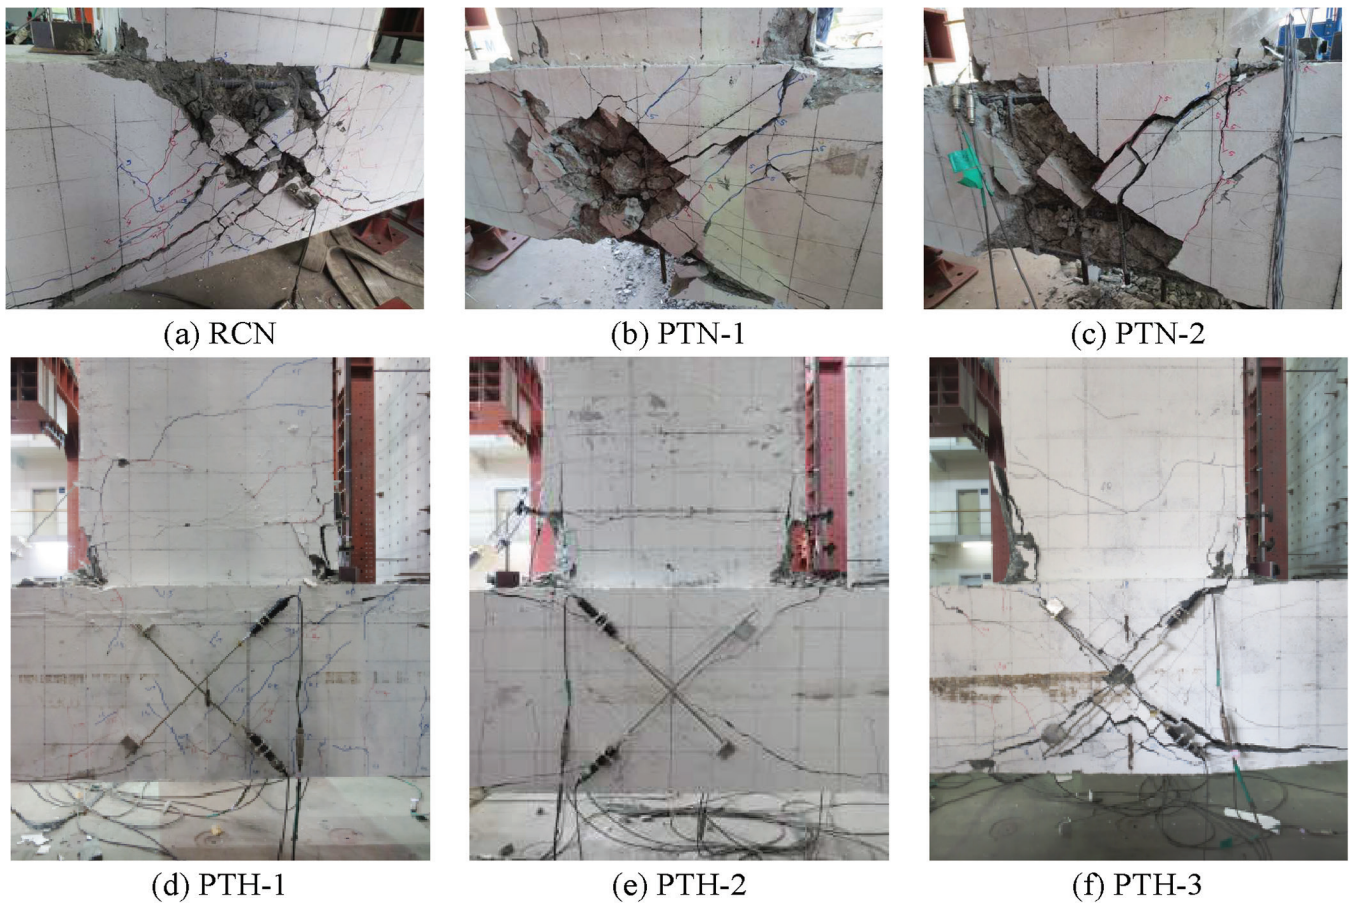 (a) RCN
(b) PTN-1
(c) PTN-2
(d) PTH-1
(e) PTH-2
(f) PTH-3